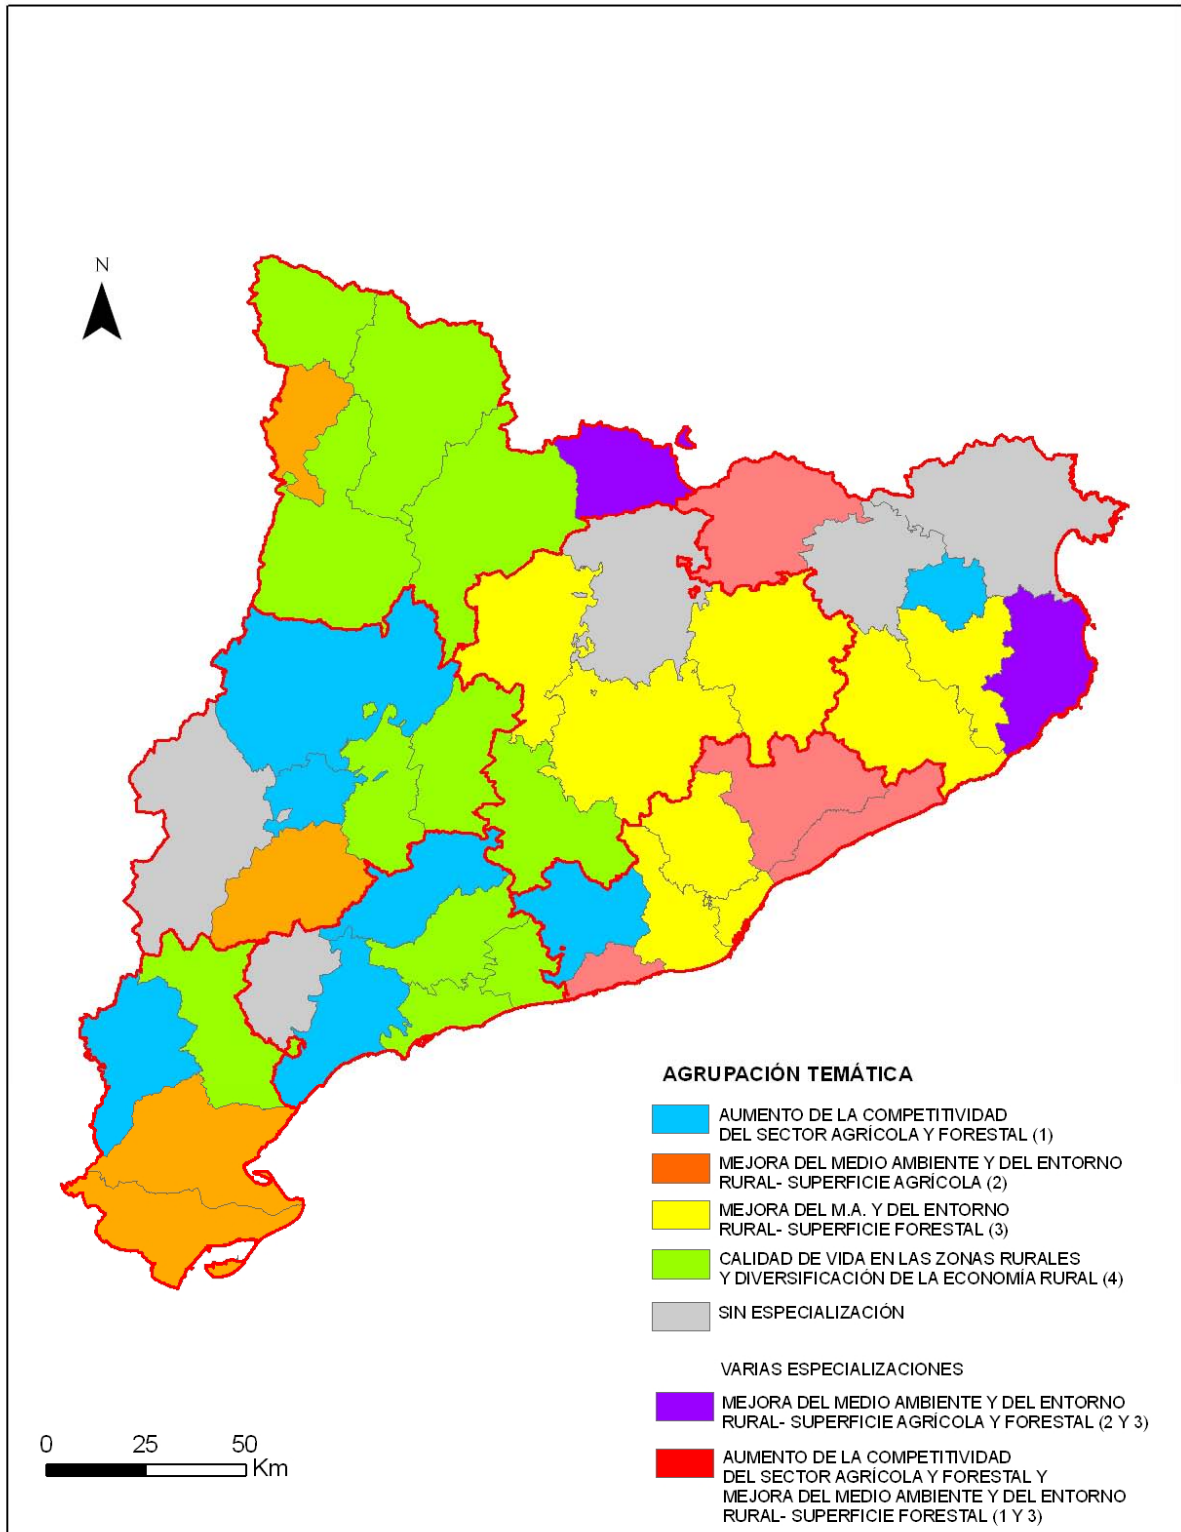 N
AGRUPACIÓN TEMÁTICA
AUMENTO DE LA COMPETITIVIDAD
DEL SECTOR AGRÍCOLA Y FORESTAL (1)
MEJORA DEL MEDIO AMBIENTE Y DEL ENTORNO
RURAL- SUPERFICIE AGRÍCOLA (2)
MEJORA DEL M.A. Y DEL ENTORNO
RURAL- SUPERFICIE FORESTAL (3)
CALIDAD DE VIDA EN LAS ZONAS RURALES
Y DIVERSIFICACIÓN DE LA ECONOMÍA RURAL (4)
SIN ESPECIALIZACIÓN
VARIAS ESPECIALIZACIONES
MEJORA DEL MEDIO AMBIENTE Y DEL ENTORNO
RURAL- SUPERFICIE AGRÍCOLA Y FORESTAL (2 Y 3)
AUMENTO DE LA COMPETITIVIDAD
DEL SECTOR AGRÍCOLA Y FORESTAL Y
MEJORA DEL MEDIO AMBIENTE Y DEL ENTORNO
RURAL- SUPERFICIE FORESTAL (1 Y 3)
0 25 50
Km